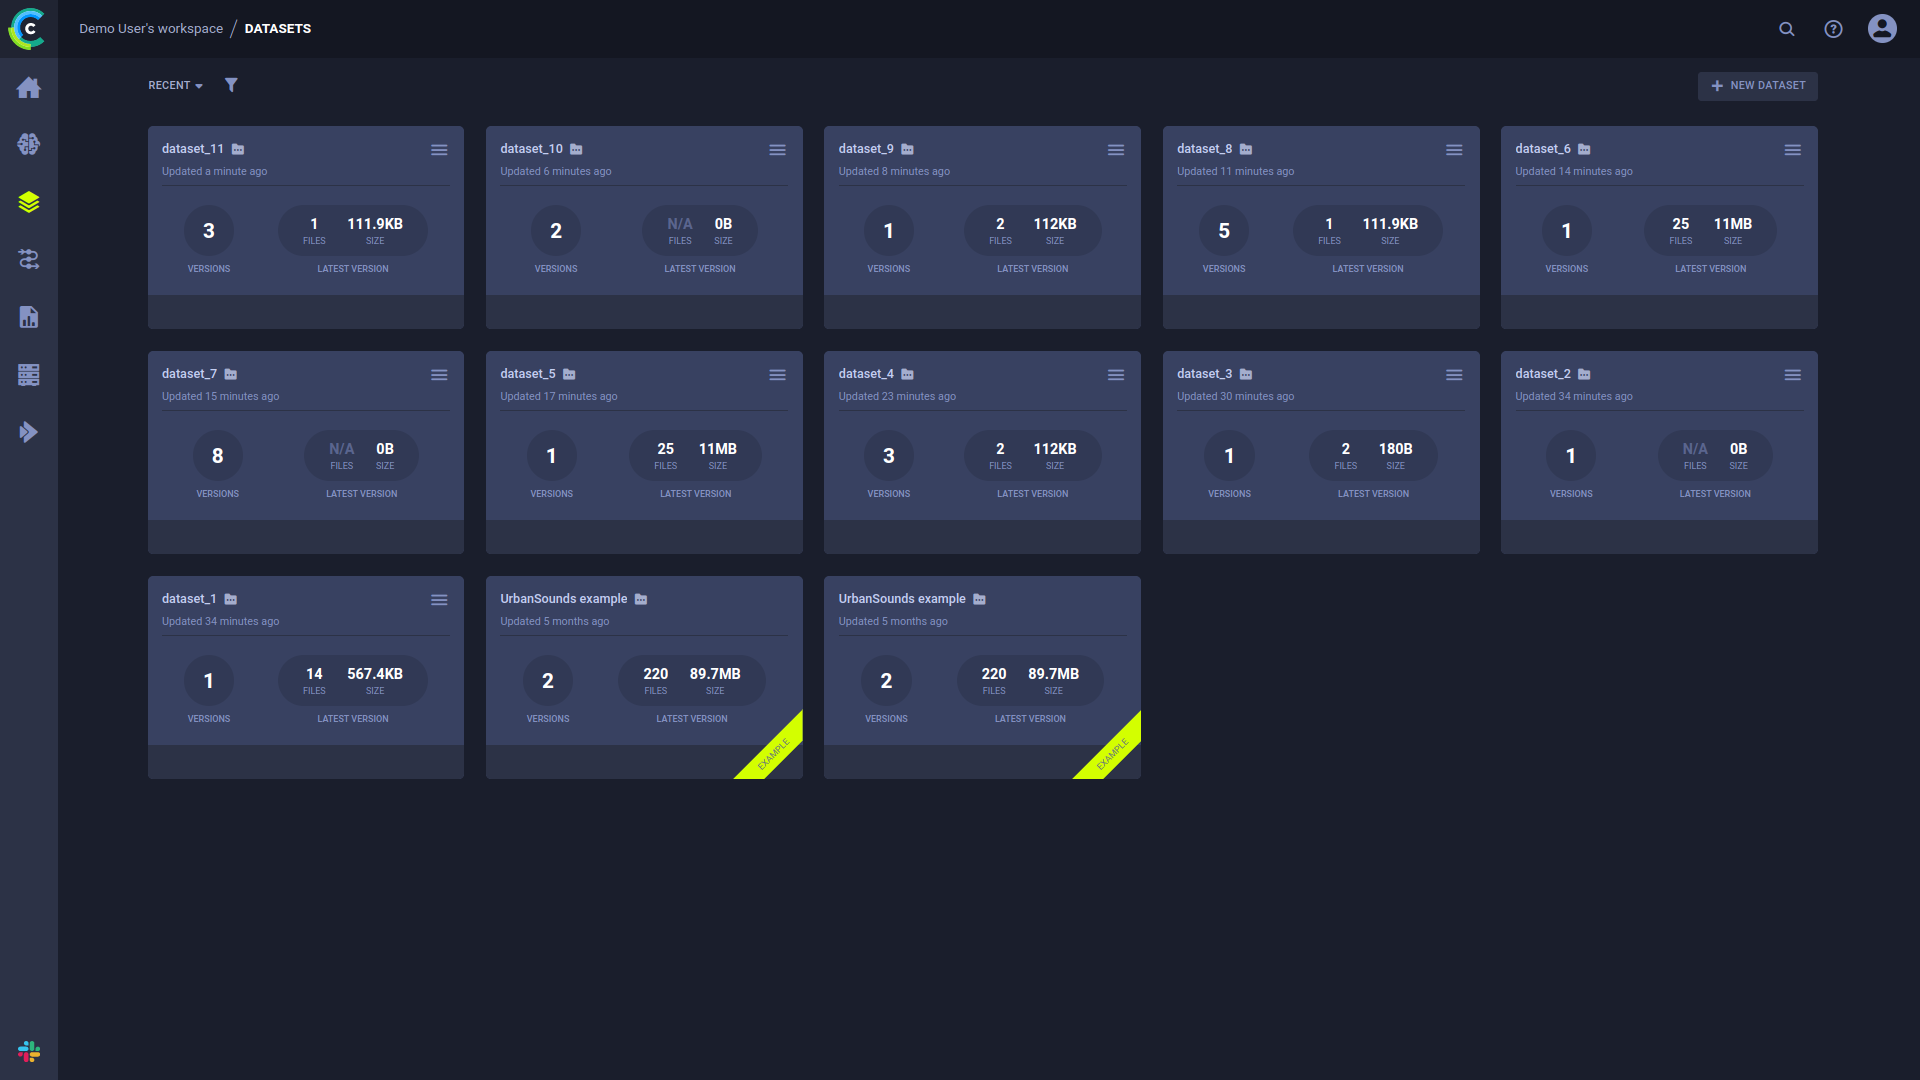 Demo User's workspace / DATASETS
RECENT
NEW DATASET
dataset_11
Updated a minute ago
3
VERSIONS
1 111.9KB
FILES SIZE
LATEST VERSION
dataset_10
Updated 6 minutes ago
2
VERSIONS
N/A 0B
FILES SIZE
LATEST VERSION
dataset_9
Updated 8 minutes ago
1
VERSIONS
2 112KB
FILES SIZE
LATEST VERSION
dataset_8
Updated 11 minutes ago
5
VERSIONS
1 111.9KB
FILES SIZE
LATEST VERSION
dataset_6
Updated 14 minutes ago
1
VERSIONS
25 11MB
FILES SIZE
LATEST VERSION
dataset_7
Updated 15 minutes ago
8
VERSIONS
N/A 0B
FILES SIZE
LATEST VERSION
dataset_5
Updated 17 minutes ago
1
VERSIONS
25 11MB
FILES SIZE
LATEST VERSION
dataset_4
Updated 23 minutes ago
3
VERSIONS
2 112KB
FILES SIZE
LATEST VERSION
dataset_3
Updated 30 minutes ago
1
VERSIONS
2 180B
FILES SIZE
LATEST VERSION
dataset_2
Updated 34 minutes ago
1
VERSIONS
N/A 0B
FILES SIZE
LATEST VERSION
dataset_1
Updated 34 minutes ago
1
VERSIONS
14 567.4KB
FILES SIZE
LATEST VERSION
UrbanSounds example
Updated 5 months ago
2
VERSIONS
220 89.7MB
FILES SIZE
LATEST VERSION
EXAMPLE
UrbanSounds example
Updated 5 months ago
2
VERSIONS
220 89.7MB
FILES SIZE
LATEST VERSION
EXAMPLE